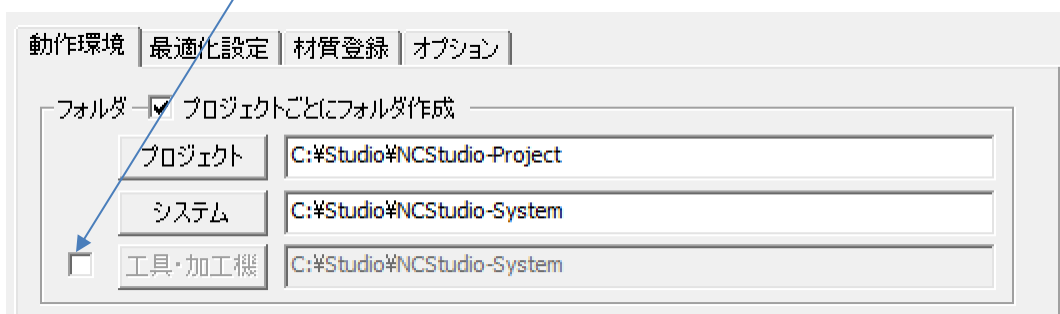 動作環境 最適化設定 材質登録 オプション
フォルダ プロジェクトごとにフォルダ作成
プロジェクト C:¥Studio¥NCStudio-Project
システム C:¥Studio¥NCStudio-System
工具・加工機 C:¥Studio¥NCStudio-System